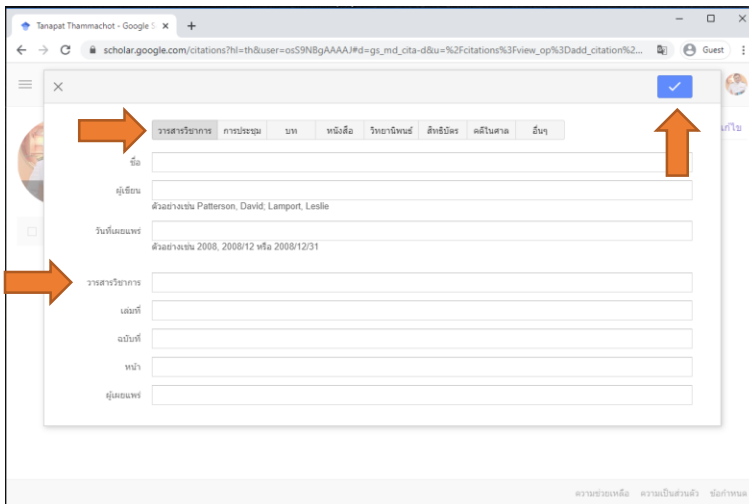 Tanapat Thammachot - Google S
scholar.google.com/citations?hl=th&user=osS9N8gAAAAJ#d=gs_md_cita-d&u=%2Fcitations%3Fview_op%3Dadd_citation%2...
Guest
วารสารวิชาการ การประชุม บท หนังสือ วิทยานิพนธ์ สิทธิบัตร คดีในศาล อื่นๆ
ชื่อ
ผู้เขียน
ตัวอย่างเช่น Patterson, David; Lamport, Leslie
วันที่เผยแพร่
ตัวอย่างเช่น 2008, 2008/12 หรือ 2008/12/31
วารสารวิชาการ
เล่มที่
ฉบับที่
หน้า
ผู้เผยแพร่
ความช่วยเหลือ ความเป็นส่วนตัว ข้อกำหนด